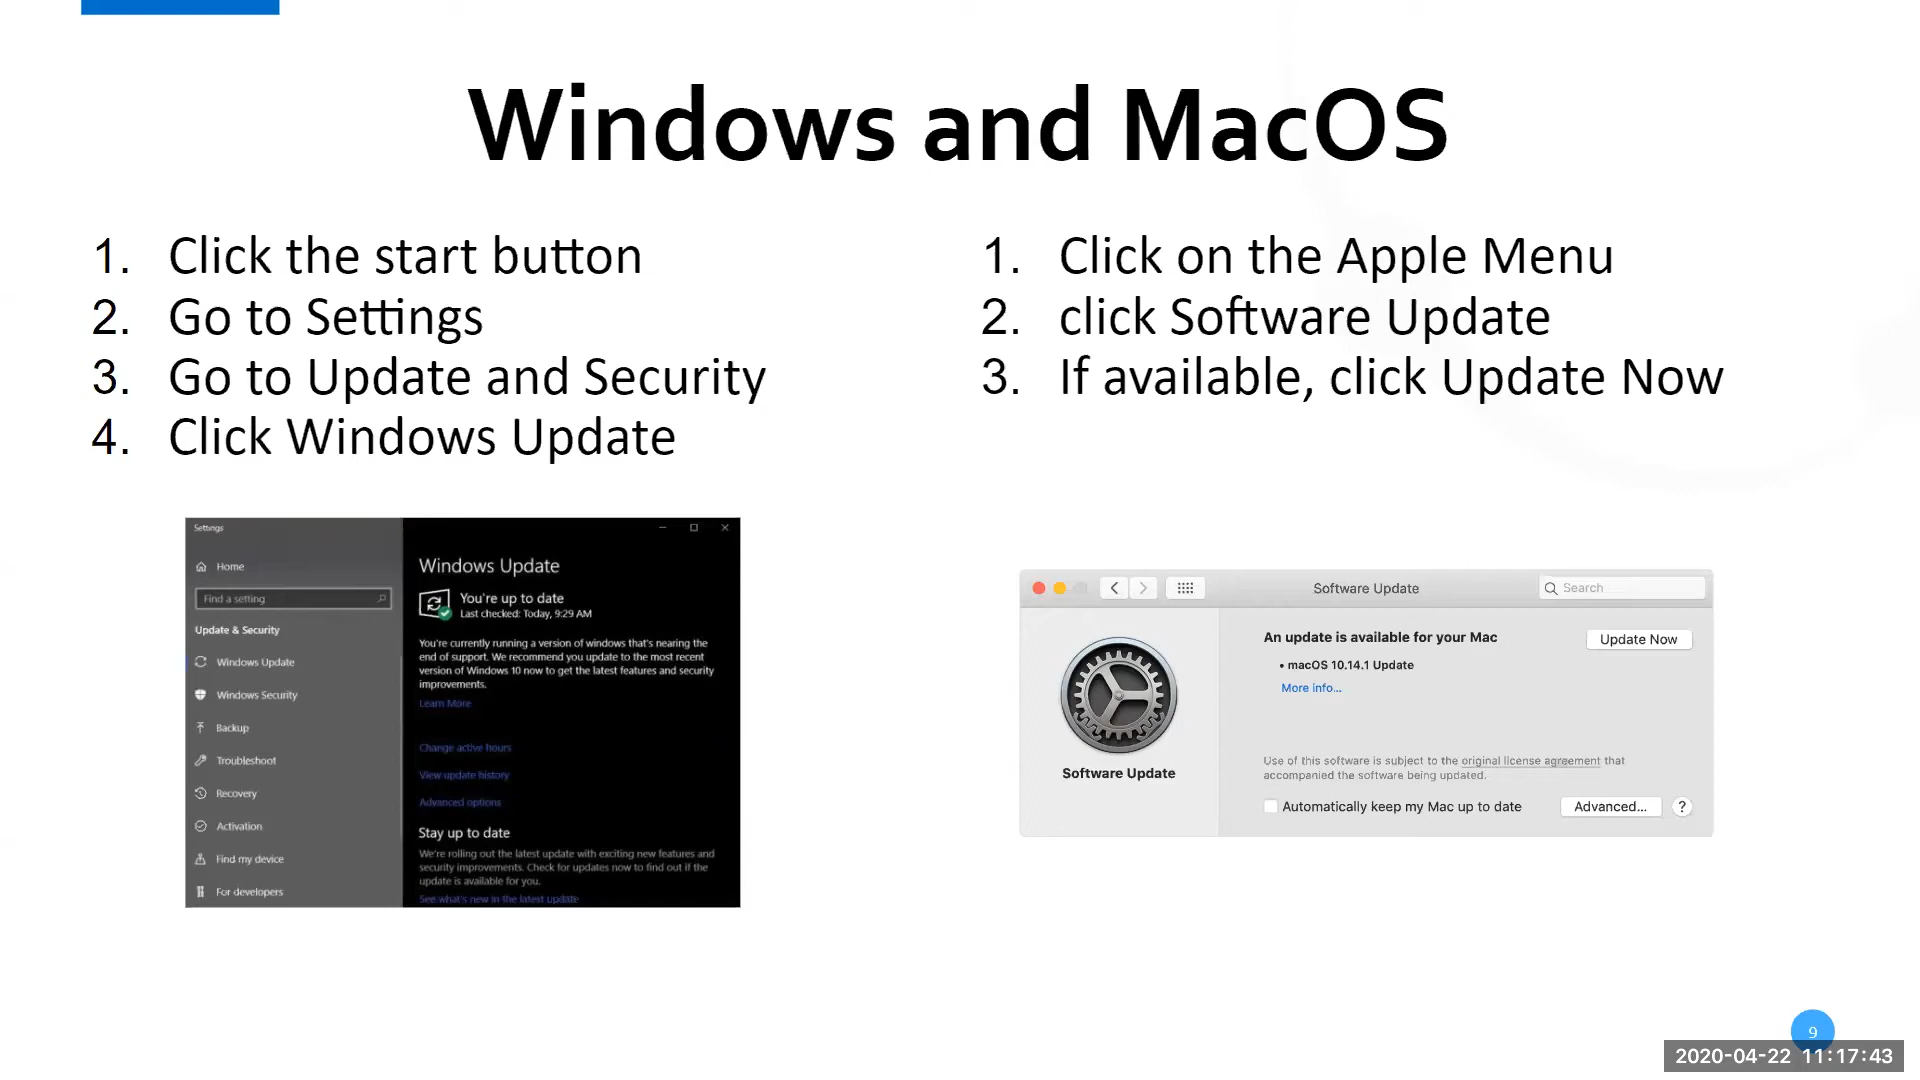 Windows and MacOS
1. Click the start button
2. Go to Settings
3. Go to Update and Security
4. Click Windows Update
1. Click on the Apple Menu
2. click Software Update
3. If available, click Update Now
Settings
Home
Find a setting
Update & Security
Windows Update
Windows Security
Backup
Troubleshoot
Recovery
Activation
Find my device
For developers
Windows Update
You're up to date
Last checked: Today, 9:29 AM
You're currently running a version of windows that's nearing the
end of support. We recommend you update to the most recent
version of Windows 10 now to get the latest features and security
improvements.
Learn More
Change active hours
View update history
Advanced options
Stay up to date
We're rolling out the latest update with exciting new features and
security improvements. Check for updates now to find out if the
update is available for you.
See what's new in the latest update
Software Update
Search
Software Update
An update is available for your Mac
Update Now
• macOS 10.14.1 Update
More info...
Use of this software is subject to the original license agreement that
accompanied the software being updated.
Automatically keep my Mac up to date
Advanced...
?
9
2020-04-22 11:17:43